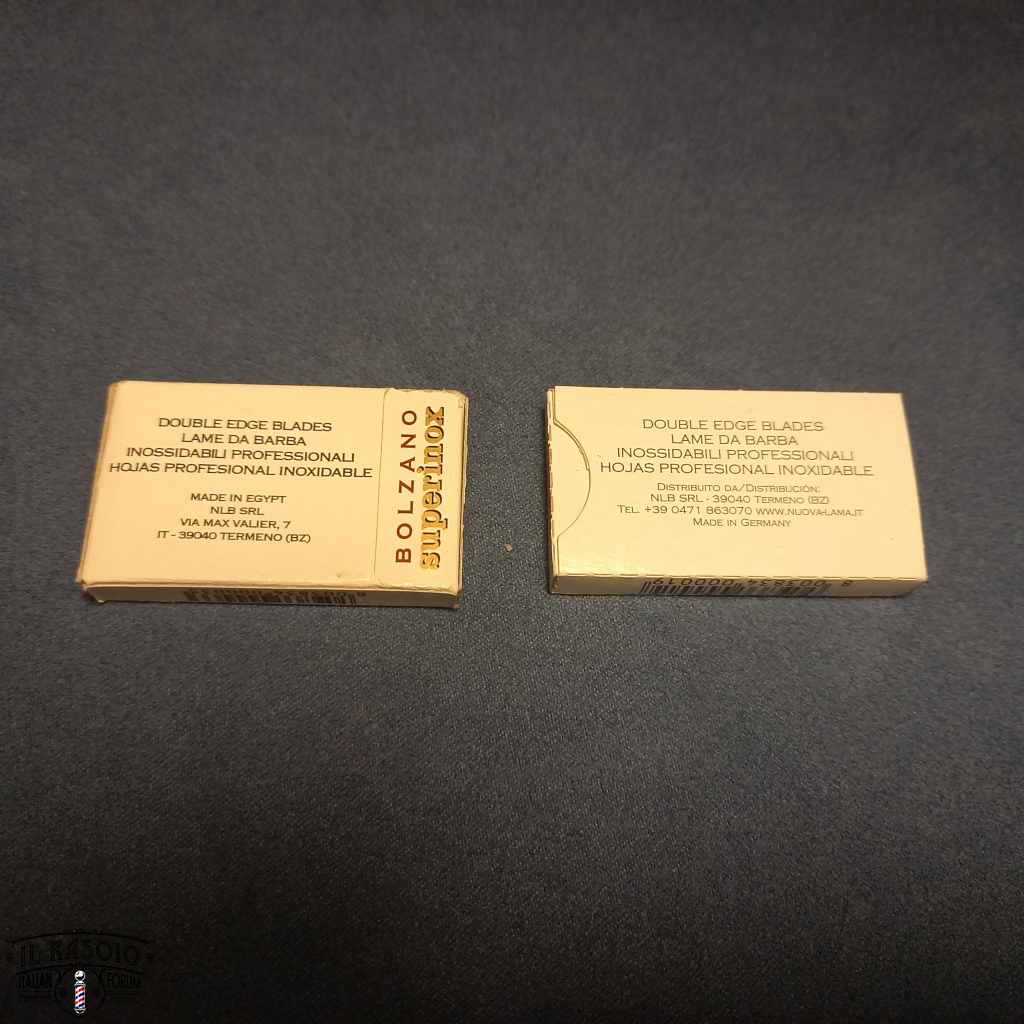 DOUBLE EDGE BLADES
LAME DA BARBA
INOSSIDABILI PROFESSIONALI
HOJAS PROFESIONAL INOXIDABLE
MADE IN EGYPT
NLB SRL
VIA MAX VALIER, 7
IT - 39040 TERMENO (BZ)
BOLZANO
superinox
DOUBLE EDGE BLADES
LAME DA BARBA
INOSSIDABILI PROFESSIONALI
HOJAS PROFESIONAL INOXIDABLE
DISTRIBUITO DA/DISTRIBUCIÓN:
NLB SRL - 39040 TERMENO (BZ)
TEL. +39 0471 863070 WWW.NUOVA-LAMA.IT
MADE IN GERMANY
8 003834 000019
IL RASOIO
ITALIAN FORUM